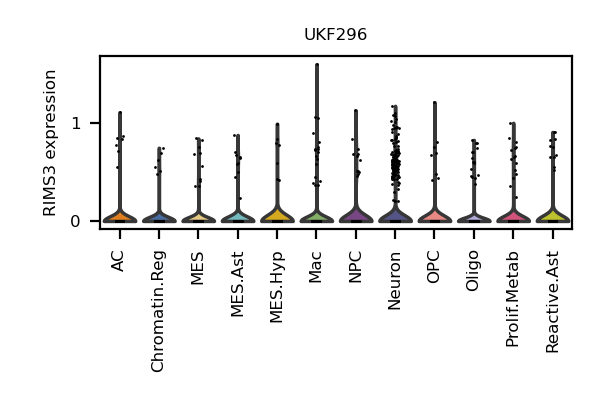 UKF296
RIMS3 expression
1
0
AC
Chromatin.Reg
MES
MES.Ast
MES.Hyp
Mac
NPC
Neuron
OPC
Oligo
Prolif.Metab
Reactive.Ast